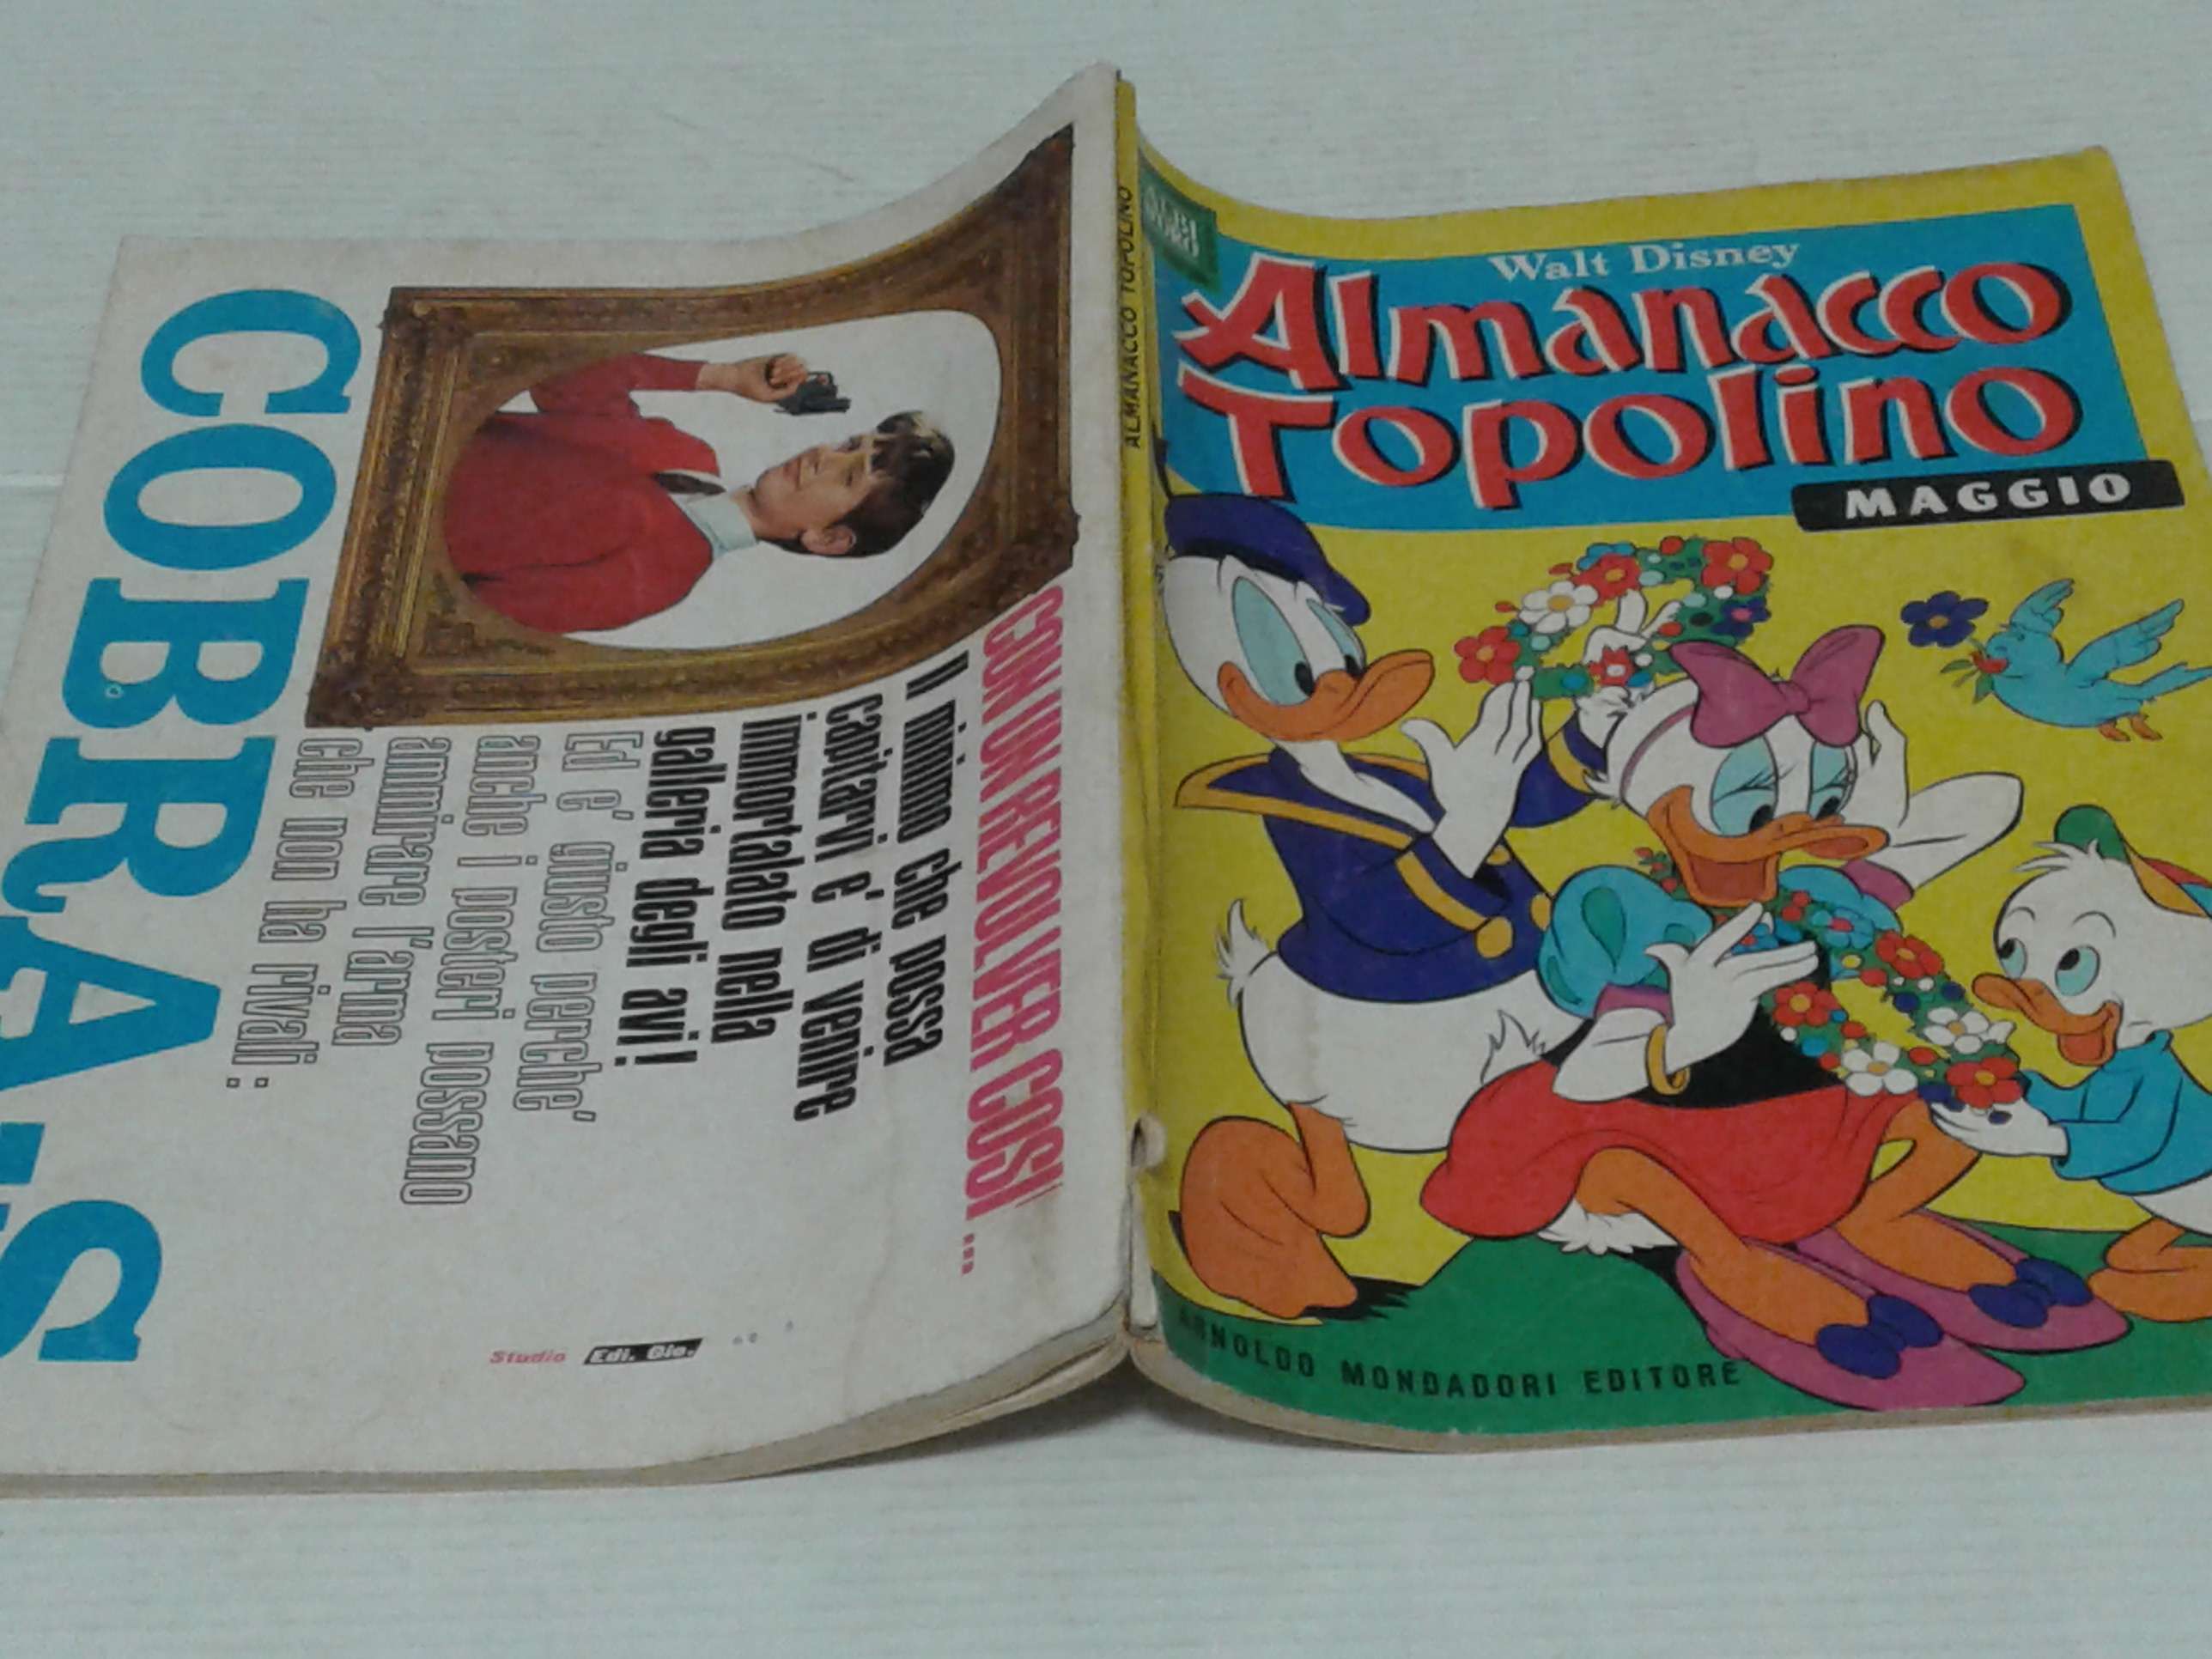 CON UN REVOLVER COSI'...
Il minimo che possa
capitarvi e' di venire
immortalato nella
galleria degli avi!
Ed e' giusto perche',
anche i posteri possano
ammirare l'arma
che non ha rivali:
COBRA-S
Studio Edi. Gio.
ALMANACCO TOPOLINO
ALBI
D'ORO
Walt Disney
Almanacco
Topolino
MAGGIO
ARNOLDO MONDADORI EDITORE